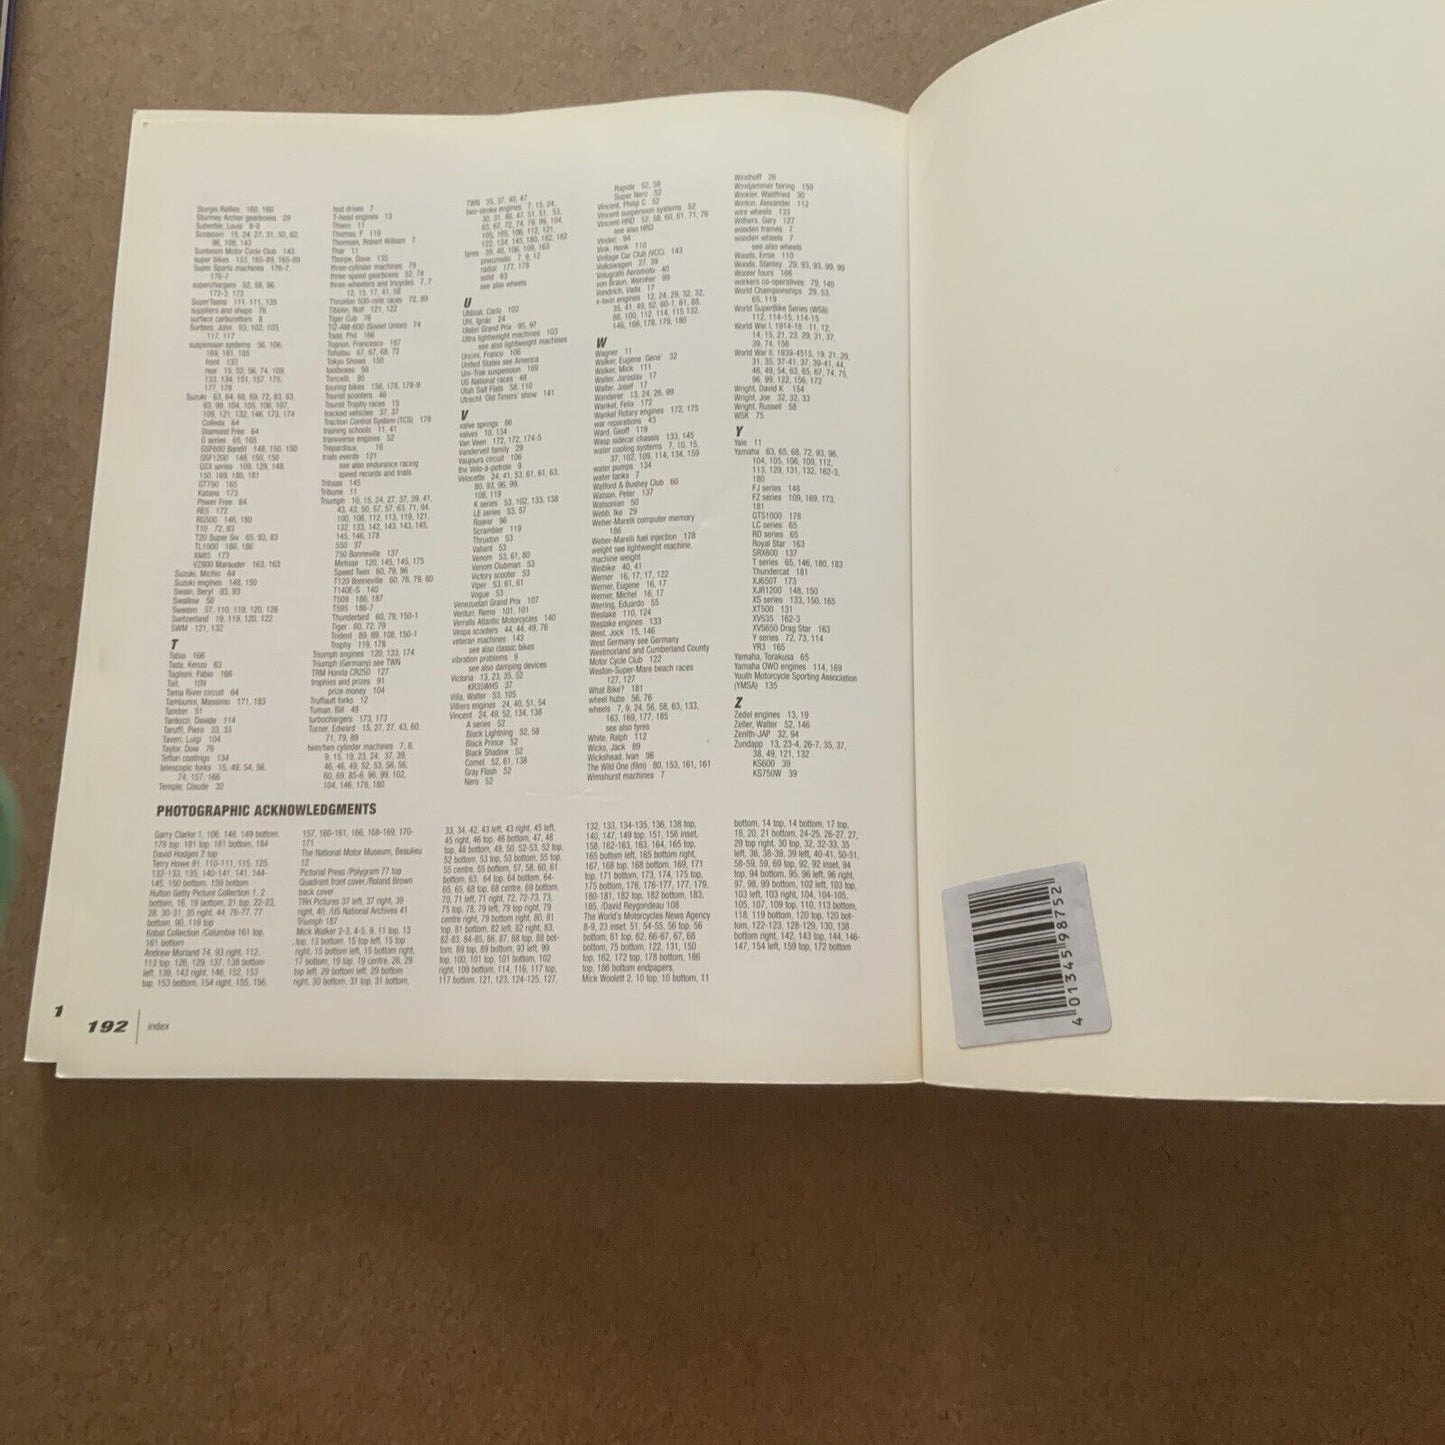 Sturgis Rallies 160, 160
Sturmey Archer gearboxes 29
Suberbie, Louis 8-9
Sunbeam 15, 24, 27, 31, 50, 82,
96, 108, 143
Sunbeam Motor Cycle Club 143
super bikes 153, 165-89, 165-89
Super Sports machines 176-7,
176-7
superchargers 52, 58, 96,
172-3, 173
SuperTeens 111, 111, 135
suppliers and shops 76
surface carburettors 8
Surtees, John 93, 102, 103,
117, 117
suspension systems 56, 106,
169, 181, 185
front 133
rear 15, 52, 56, 74, 109,
133, 134, 151, 157, 175,
177, 178
Suzuki 63, 64, 68, 69, 72, 83, 83,
93, 99, 104, 105, 106, 107,
109, 121, 132, 146, 173, 174
Colleda 64
Diamond Free 64
G series 65, 165
GSF600 Bandit 148, 150, 150
GSF1200 148, 150, 150
GSX series 109, 129, 148,
150, 169, 180, 181
GT750 165
Katana 173
Power Free 64
RE5 172
RG500 146, 180
T10 72, 83
T20 Super Six 65, 83, 83
TL1000 186, 186
XN85 173
VZ800 Marauder 163, 163
Suzuki, Michio 64
Suzuki engines 148, 150
Swain, Beryl 93, 93
Swallow 50
Sweden 57, 110, 119, 120, 126
Switzerland 19, 119, 120, 122
SWM 121, 132
T
Tabia 166
Tada, Kenzo 63
Taglioni, Fabio 166
Tait, 109
Tama River circuit 64
Tamburini, Massimo 171, 183
Tandon 51
Tardozzi, Davide 114
Taruffi, Piero 33, 33
Taveri, Luigi 104
Taylor, Dow 76
Teflon coatings 134
telescopic forks 15, 49, 54, 56,
74, 157, 166
Temple, Claude 32
test drives 7
T-head engines 13
Thiem 11
Thomas, F 119
Thomson, Robert William 7
Thor 11
Thorpe, Dave 135
three-cylinder machines 79
three-speed gearboxes 52, 74
three-wheelers and tricycles 7, 7
12, 15, 17, 41, 58
Thruxton 500-mile races 72, 89
Tibblin, Rolf 121, 122
Tiger Cub 76
TIZ-AM-600 (Soviet Union) 74
Todd, Phil 166
Tognon, Francesco 187
Tohatsu 67, 67, 68, 72
Tokyo Shows 150
toolboxes 56
Torricelli, 95
touring bikes 156, 178, 178-9
Tourist scooters 46
Tourist Trophy races 15
tracked vehicles 37, 37
Traction Control System (TCS) 178
training schools 11, 41
transverse engines 52
Trépardoux, 16
trials events 121
see also endurance racing
speed records and trials
Tribsas 145
Tribune 11
Triumph 10, 15, 24, 27, 37, 39, 41,
43, 43, 50, 57, 57, 63, 71, 94,
100, 106, 112, 113, 119, 121,
132, 133, 142, 143, 143, 145,
145, 146, 178
550 37
750 Bonneville 137
Metisse 120, 145, 145, 175
Speed Twin 60, 79, 96
T120 Bonneville 60, 76, 79, 80
T140E-S 140
T509 186, 187
T595 186-7
Thunderbird 60, 79, 150-1
Tiger 60, 72, 79
Trident 89, 89, 108, 150-1
Trophy 119, 178
Triumph engines 120, 133, 174
Triumph (Germany) see TWN
TRM Honda CR250 127
trophies and prizes 91
prize money 104
Truffault forks 12
Tuman, Bill 48
turbochargers 173, 173
Turner, Edward 15, 27, 27, 43, 60,
71, 79, 89
twin/two cylinder machines 7, 8,
9, 15, 19, 23, 24, 37, 39,
46, 46, 49, 52, 53, 56, 56,
60, 69, 85-6, 96, 99, 102,
104, 146, 178, 180
TWN 35, 37, 40, 47
two-stroke engines 7, 15, 24,
30, 31, 46, 47, 51, 51, 53,
65, 67, 72, 74, 79, 99, 104,
105, 105, 106, 112, 121,
122, 134, 145, 180, 182, 182
tyres 39, 40, 106, 109, 163
pneumatic 7, 9, 12
radial 177, 178
solid 63
see also wheels
U
Ubbiali, Carlo 102
Uhl, Ignác 24
Ulster Grand Prix 95, 97
Ultra lightweight machines 103
see also lightweight machines
Uncini, Franco 106
United States see America
Uni-Trak suspension 169
US National races 48
Utah Salt Flats 58, 110
Utrecht 'Old Timers' show 141
V
valve springs 86
valves 10, 134
Van Veen 172, 172, 174-5
Vandervell family 29
Vaujours circuit 106
the Velo-à-petrole 9
Velocette 24, 41, 53, 61, 61, 63,
80, 93, 96, 99,
108, 119
K series 53, 102, 133, 138
LE series 53, 57
Roarer 96
Scrambler 119
Thruxton 53
Valiant 53
Venom 53, 61, 80
Venom Clubman 53
Victory scooter 53
Viper 53, 61, 61
Vogue 53
Venezuelan Grand Prix 107
Venturi, Remo 101, 101
Verralls Atlantic Motorcycles 140
Vespa scooters 44, 44, 49, 76
veteran machines 143
see also classic bikes
vibration problems 9
see also damping devices
Victoria 13, 23, 35, 52
KR35WHS 37
Villa, Walter 53, 105
Villiers engines 24, 40, 51, 54
Vincent 24, 49, 52, 134, 138
A series 52
Black Lightning 52, 58
Black Prince 52
Black Shadow 52
Comet 52, 61, 138
Gray Flash 52
Nero 52
Rapide 52, 58
Super Nero 52
Vincent, Philip C 52
Vincent suspension systems 52
Vincent-HRD 52, 58, 60, 61, 71, 76
see also HRD
Vindec 94
Vink, Henk 110
Vintage Car Club (VCC) 143
Volkswagen 27, 39
Volugrafo Aeromoto 40
von Braun, Wernher 99
Vondrich, Vada 17
v-twin engines 12, 24, 29, 32, 32,
35, 41, 49, 52, 60-1, 61, 88,
88, 100, 112, 114, 115 132,
146, 166, 178, 179, 180
W
Wagner 11
Walker, Eugene 'Gene' 32
Walker, Mick 111
Walter, Jaroslav 17
Walter, Josef 17
Wanderer 13, 24, 26, 99
Wankel, Felix 172
Wankel Rotary engines 172, 175
war reparations 43
Ward, Geoff 119
Wasp sidecar chassis 133, 145
water cooling systems 7, 10, 15,
37, 102, 109, 114, 134, 159
water pumps 134
water tanks 7
Watford & Bushey Club 60
Watson, Peter 137
Watsonian 50
Webb, Ike 29
Weber-Marelli computer memory
186
Weber-Marelli fuel injection 178
weight see lightweight machine,
machine weight
Welbike 40, 41
Werner 16, 17, 17, 122
Werner, Eugene 16, 17
Werner, Michel 16, 17
Werring, Eduardo 55
Weslake 110, 124
Weslake engines 133
West, Jock 15, 146
West Germany see Germany
Westmorland and Cumberland County
Motor Cycle Club 122
Weston-Super-Mare beach races
127, 127
What Bike? 181
wheel hubs 56, 76
wheels 7, 9, 24, 56, 58, 63, 133,
163, 169, 177, 185
see also tyres
White, Ralph 112
Wicks, Jack 89
Wickshead, Ivan 96
The Wild One (film) 80, 153, 161, 161
Wimshurst machines 7
Windhoff 26
Windjammer fairing 159
Winkler, Waldfried 30
Winton, Alexander 112
wire wheels 133
Withers, Gary 127
wooden frames 7
wooden wheels 7
see also wheels
Woods, Ernie 110
Woods, Stanley 29, 93, 93, 99, 99
Wooler fours 166
workers co-operatives 79, 140
World Championships 29, 53,
65, 119
World SuperBike Series (WSB)
112, 114-15, 114-15
World War I, 1914-18 11, 12,
14, 15, 21, 23, 29, 31, 37,
39, 74, 156
World War II, 1939-4515, 19, 21, 29,
31, 35, 37-41, 37, 39-41, 44,
46, 49, 54, 63, 65, 67, 74, 75,
96, 99, 122, 156, 172
Wright, David K 154
Wright, Joe 32, 32, 33
Wright, Russell 58
WSK 75
Y
Yale 11
Yamaha 63, 65, 68, 72, 93, 96,
104, 105, 106, 109, 112,
113, 129, 131, 132, 162-3,
180
FJ series 148
FZ series 109, 169, 173,
181
GTS1000 178
LC series 65
RD series 65
Royal Star 163
SRX600 137
T series 65, 146, 180, 183
Thundercat 181
XJ650T 173
XJR1200 148, 150
XS series 133, 150, 165
XT500 131
XV535 162-3
XVS650 Drag Star 163
Y series 72, 73, 114
YR3 165
Yamaha, Torakusa 65
Yamaha OWO engines 114, 169
Youth Motorcycle Sporting Association
(YMSA) 135
Z
Zedel engines 13, 19
Zeller, Walter 52, 146
Zenith-JAP 32, 94
Zundapp 13, 23-4, 26-7, 35, 37,
38, 49, 121, 132
KS600 39
KS750W 39
PHOTOGRAPHIC ACKNOWLEDGMENTS
Garry Clarke 1, 106, 148, 149 bottom,
178 top, 181 top, 181 bottom, 184
David Hodges 2 top
Terry Howe 91, 110-111, 115, 125,
132-133, 135, 140-141, 141, 144-
145, 150 bottom, 159 bottom
Hulton Getty Picture Collection 1, 2
bottom, 16, 19 bottom, 21 top, 22-23,
28, 30-31, 35 right, 44, 76-77, 77
bottom, 90, 119 top
Kobal Collection /Columbia 161 top,
161 bottom
Andrew Morland 74, 93 right, 112,
113 top, 126, 129, 137, 138 bottom
left, 139, 143 right, 146, 152, 153
top, 153 bottom, 154 right, 155, 156,
157, 160-161, 166, 168-169, 170-
171
The National Motor Museum, Beaulieu
12
Pictorial Press /Polygram 77 top
Quadrant front cover /Roland Brown
back cover
TRH Pictures 37 left, 37 right, 39
right, 40, /US National Archives 41
Triumph 187
Mick Walker 2-3, 4-5, 9, 11 top, 13
top, 13 bottom, 15 top left, 15 top
right, 15 bottom left, 15 bottom right,
17 bottom, 19 top, 19 centre, 26, 29
top left, 29 bottom left, 29 bottom
right, 30 bottom, 31 top, 31 bottom,
33, 34, 42, 43 left, 43 right, 45 left,
45 right, 46 top, 46 bottom, 47, 48
top, 48 bottom, 49, 50, 52-53, 52 top,
52 bottom, 53 top, 53 bottom, 55 top,
55 centre, 55 bottom, 57, 58, 60, 61
bottom, 63, 64 top, 64 bottom, 64-
65, 65, 68 top, 68 centre, 69 bottom,
70, 71 left, 71 right, 72, 72-73, 73,
75 top, 78, 79 left, 79 top right, 79
centre right, 79 bottom right, 80, 81
top, 81 bottom, 82 left, 82 right, 83,
82-83, 84-85, 86, 87, 88 top, 88 bot-
tom, 89 top, 89 bottom, 93 left, 99
top, 100, 101 top, 101 bottom, 102
right, 109 bottom, 114, 116, 117 top,
117 bottom, 121, 123, 124-125, 127,
132, 133, 134-135, 136, 138 top,
140, 147, 149 top, 151, 156 inset,
158, 162-163, 163, 164, 165 top,
165 bottom left, 165 bottom right,
167, 168 top, 168 bottom, 169, 171
top, 171 bottom, 173, 174, 175 top,
175 bottom, 176, 176-177, 177, 179,
180-181, 182 top, 182 bottom, 183,
185, /David Reygondeau 108
The World's Motorcycles News Agency
8-9, 23 inset, 51, 54-55, 56 top, 56
bottom, 61 top, 62, 66-67, 67, 68
bottom, 75 bottom, 122, 131, 150
top, 162, 172 top, 178 bottom, 186
top, 186 bottom endpapers,
Mick Woolett 2, 10 top, 10 bottom, 11
bottom, 14 top, 14 bottom, 17 top,
18, 20, 21 bottom, 24-25, 26-27, 27,
29 top right, 30 top, 32, 32-33, 35
left, 36, 38-39, 39 left, 40-41, 50-51,
58-59, 59, 69 top, 92, 92 inset, 94
top, 94 bottom, 95, 96 left, 96 right,
97, 98, 99 bottom, 102 left, 103 top,
103 left, 103 right, 104, 104-105,
105, 107, 109 top, 110, 113 bottom,
118, 119 bottom, 120 top, 120 bot-
tom, 122-123, 128-129, 130, 138
bottom right, 142, 143 top, 144, 146-
147, 154 left, 159 top, 172 bottom
1
192
index
4 013459 98752